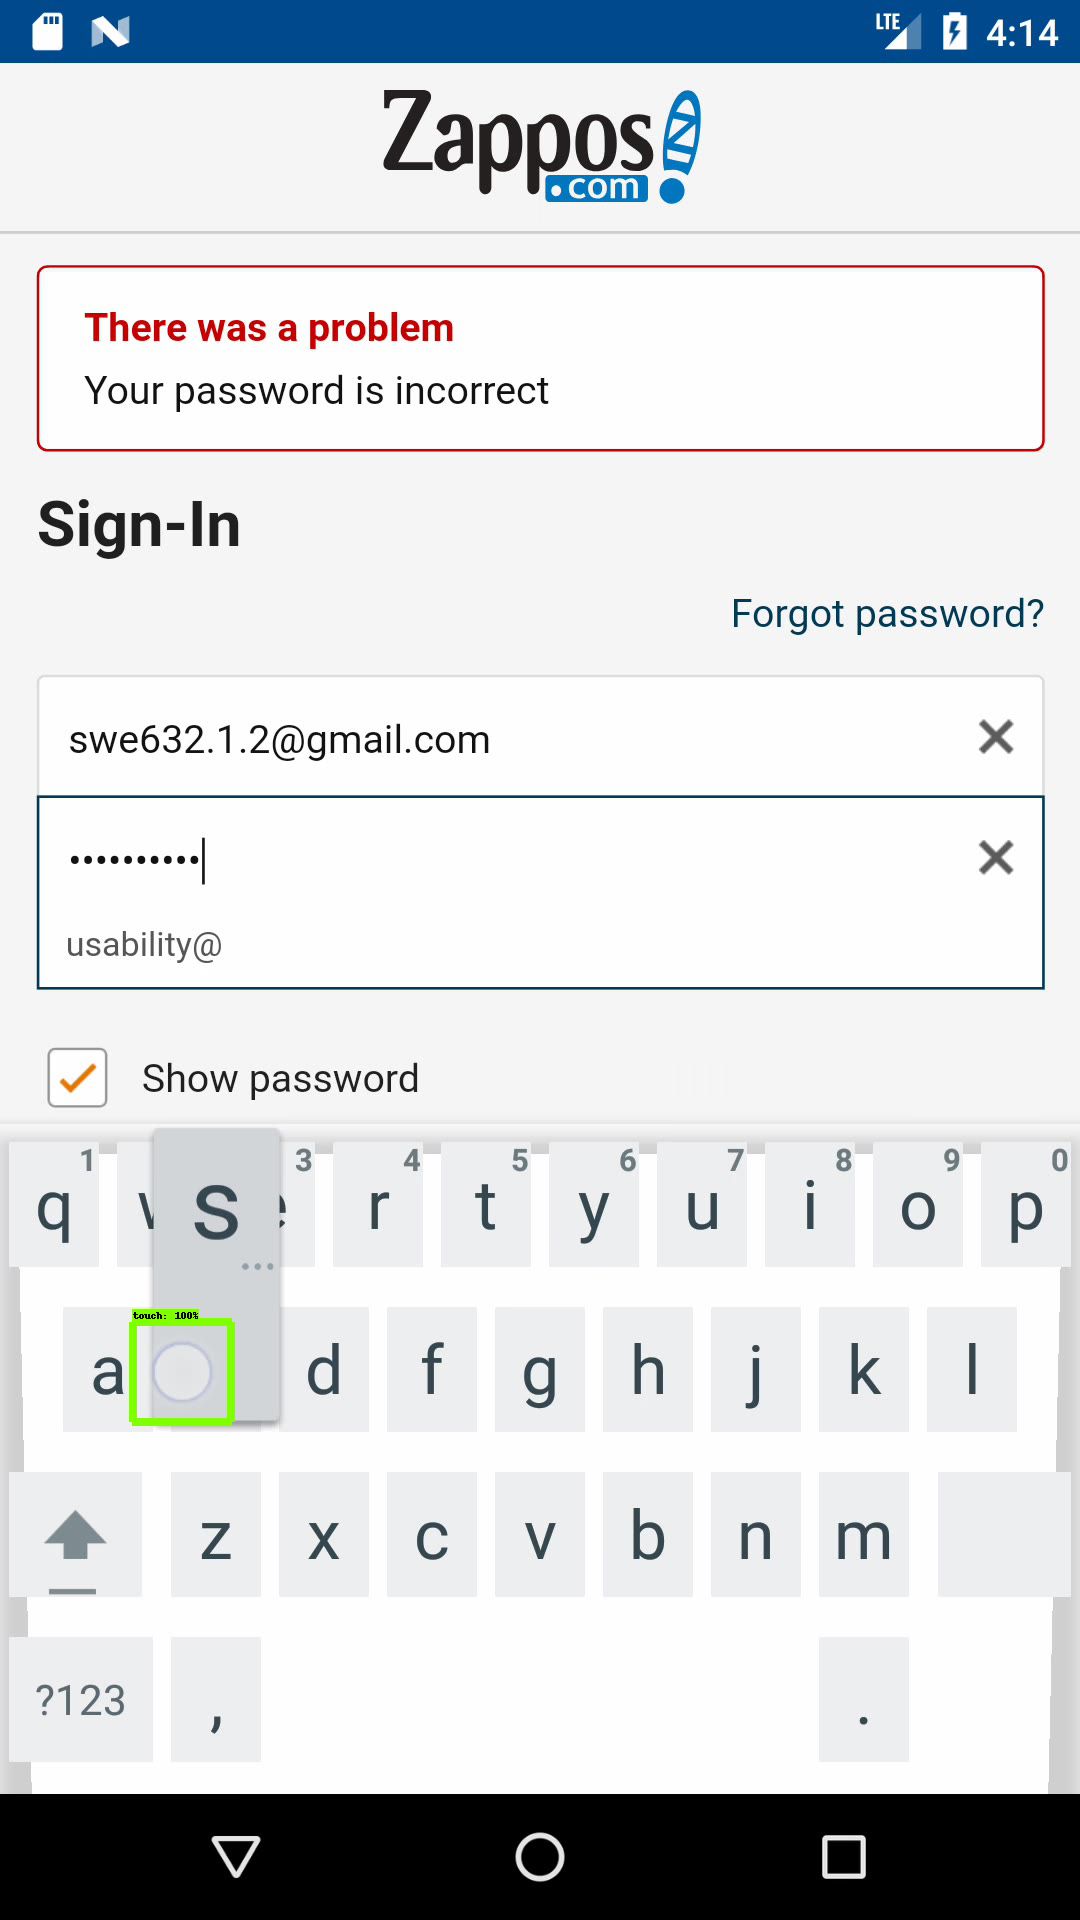 LTE 4:14
Zappos
.com
There was a problem
Your password is incorrect
Sign-In
Forgot password?
swe632.1.2@gmail.com
••••••••••
usability@
Show password
1 3 4 5 6 7 8 9 0
q w s e r t y u i o p
touch: 100%
a d f g h j k l
z x c v b n m
?123 , .